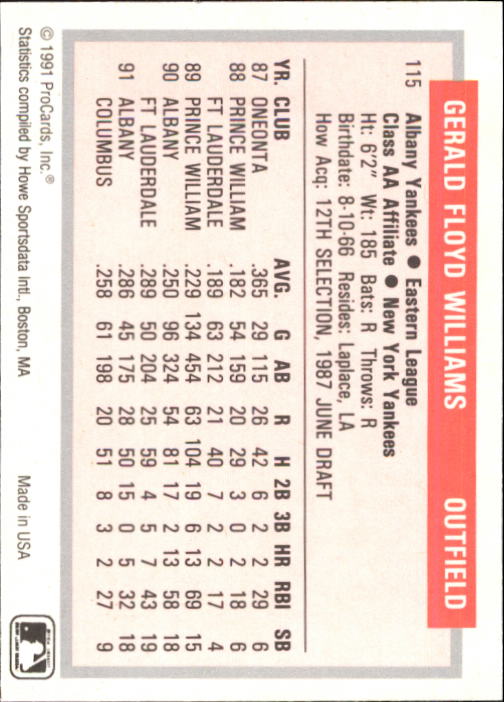 GERALD FLOYD WILLIAMS OUTFIELD
115 Albany Yankees ● Eastern League
Class AA Affiliate ● New York Yankees
Ht: 6'2" Wt: 185 Bats: R Throws: R
Birthdate: 8-10-66 Resides: Laplace, LA
How Acq: 12TH SELECTION, 1987 JUNE DRAFT
YR. CLUB AVG. G AB R H 2B 3B HR RBI SB
87 ONEONTA .365 29 115 26 42 6 2 2 29 6
88 PRINCE WILLIAM .182 54 159 20 29 3 0 2 18 6
FT LAUDERDALE .189 63 212 21 40 7 2 2 17 4
89 PRINCE WILLIAM .229 134 454 63 104 19 6 13 69 15
90 ALBANY .250 96 324 54 81 17 2 13 58 18
FT LAUDERDALE .289 50 204 25 59 4 5 7 43 19
91 ALBANY .286 45 175 28 50 15 0 5 32 18
COLUMBUS .258 61 198 20 51 8 3 2 27 9
© 1991 ProCards, Inc.®
Statistics compiled by Howe Sportsdata Intl., Boston, MA Made in USA